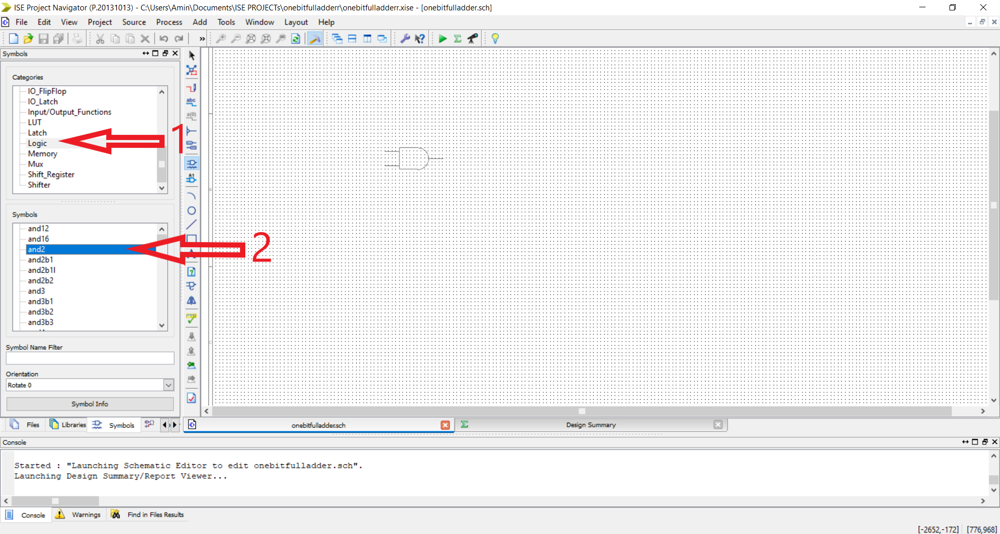 ISE Project Navigator (P.20131013) - C:\Users\Amin\Documents\ISE PROJECTs\onebitfulladderr\onebitfulladderr.xise - [onebitfulladder.sch]
File Edit View Project Source Process Add Tools Window Layout Help
»
Symbols
Categories
IO_FlipFlop
IO_Latch
Input/Output_Functions
LUT
Latch
Logic
Memory
Mux
Shift_Register
Shifter
1
Symbols
and12
and16
and2
and2b1
and2b1l
and2b2
and3
and3b1
and3b2
and3b3
2
abc
a(0)
A1
A
Symbol Name Filter
Orientation
Rotate 0
Symbol Info
Files Libraries Symbols
onebitfulladder.sch
Design Summary
Console
Started : "Launching Schematic Editor to edit onebitfulladder.sch".
Launching Design Summary/Report Viewer...
Console Warnings Find in Files Results
[-2652,-172] [776,968]